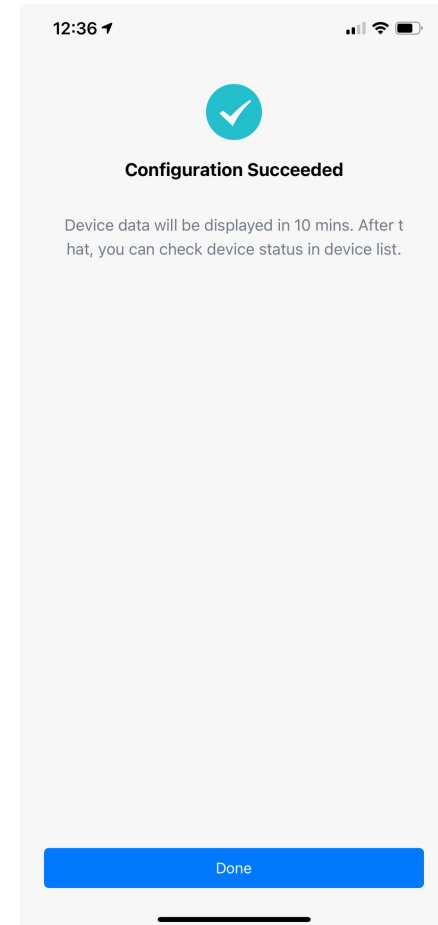 12:36
Configuration Succeeded
Device data will be displayed in 10 mins. After t
hat, you can check device status in device list.
Done